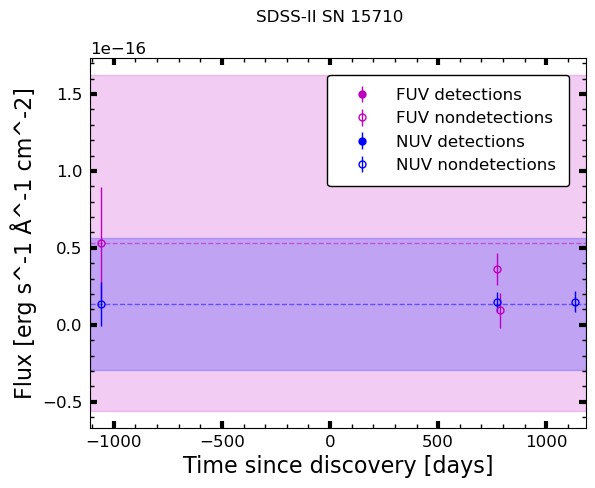 SDSS-II SN 15710
1e−16
FUV detections
FUV nondetections
NUV detections
NUV nondetections
1.5
1.0
0.5
0.0
−0.5
Flux [erg s^-1 Å^-1 cm^-2]
−1000 −500 0 500 1000
Time since discovery [days]